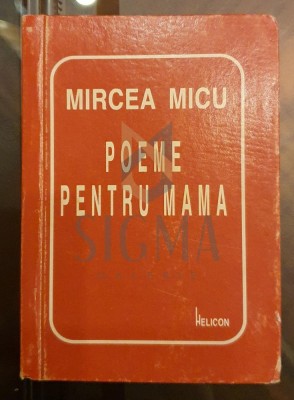 MIRCEA MICU
POEME
PENTRU MAMA
SIGMA
HELICON